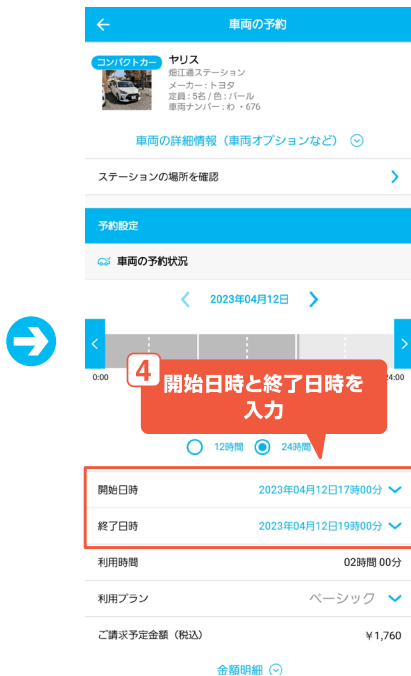 車両の予約
コンパクトカー
ヤリス
畑江通ステーション
メーカー：トヨタ
定員：5名 / 色：パール
車両ナンバー：わ ・676
車両の詳細情報（車両オプションなど）
ステーションの場所を確認
予約設定
車両の予約状況
2023年04月12日
0:00
24:00
4
開始日時と終了日時を
入力
12時間
24時間
開始日時
2023年04月12日17時00分
終了日時
2023年04月12日19時00分
利用時間
02時間 00分
利用プラン
ベーシック
ご請求予定金額（税込）
￥1,760
金額明細